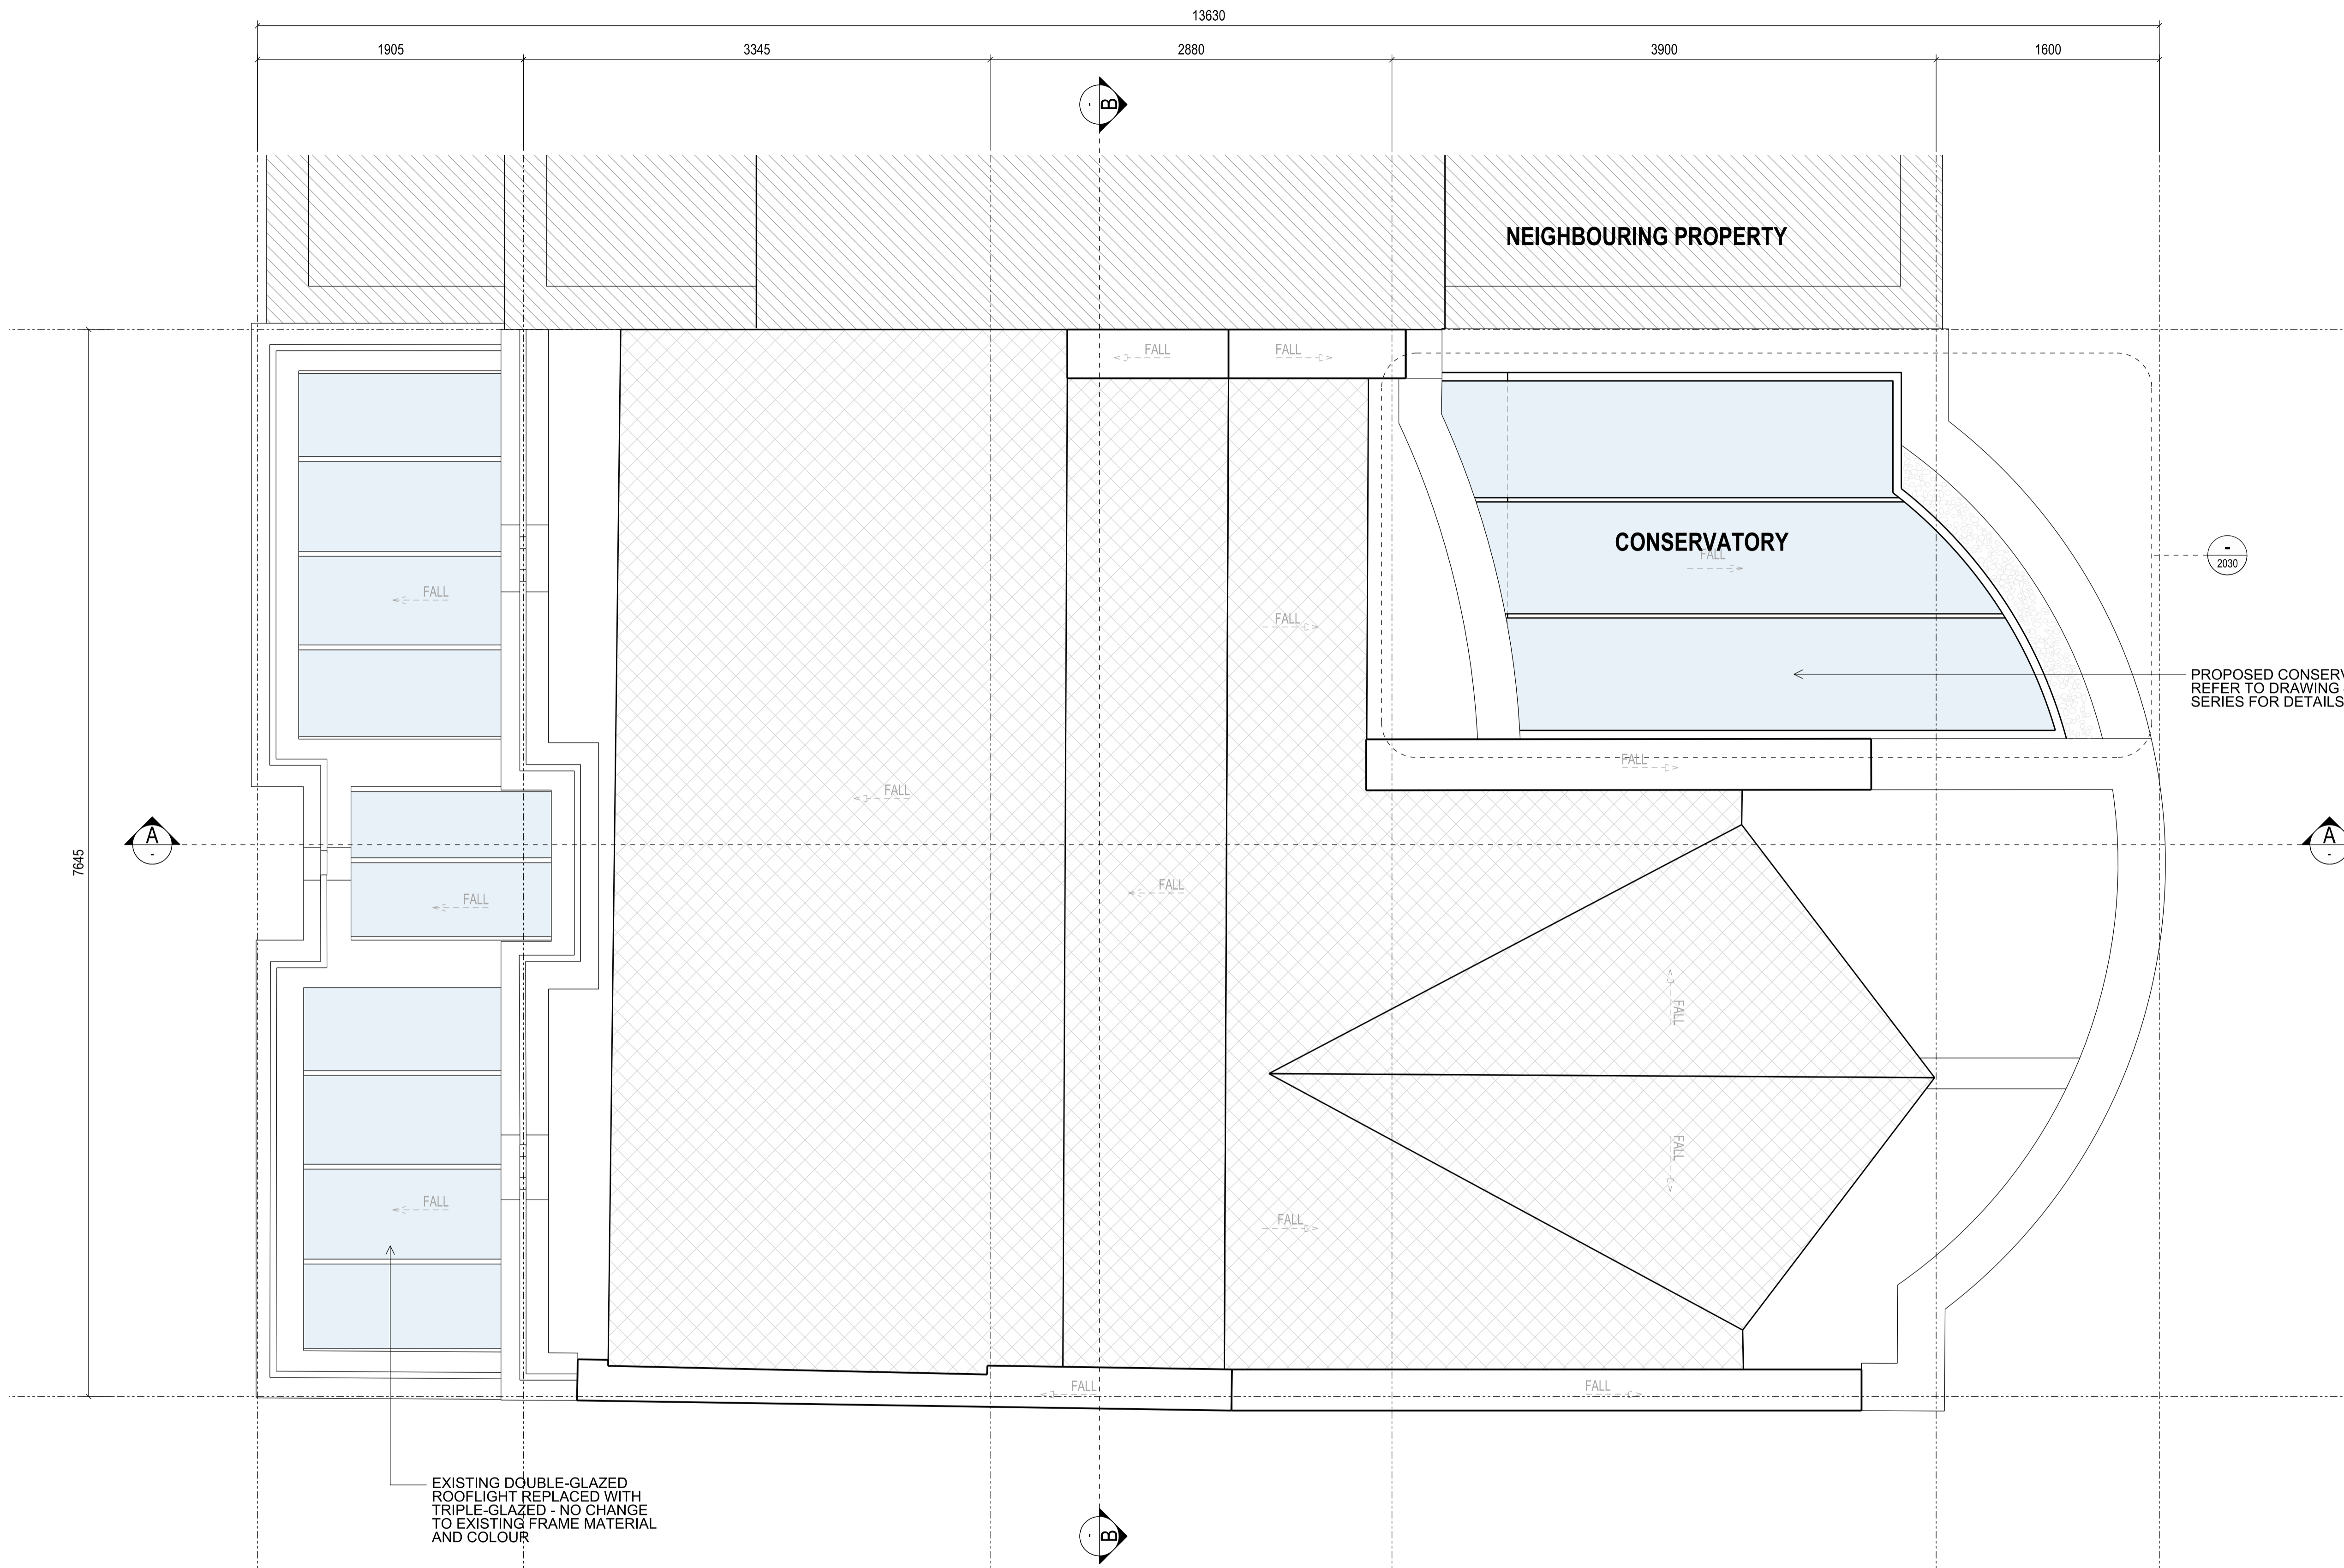 13630
1905
3345
2880
3900
1600
-
B
NEIGHBOURING PROPERTY
FALL
FALL
CONSERVATORY
FALL
-
2030
FALL
FALL
PROPOSED CONSERV
REFER TO DRAWING
SERIES FOR DETAILS
FALL
FALL
A
-
A
-
7645
FALL
FALL
FALL
FALL
FALL
FALL
FALL
FALL
EXISTING DOUBLE-GLAZED
ROOFLIGHT REPLACED WITH
TRIPLE-GLAZED - NO CHANGE
TO EXISTING FRAME MATERIAL
AND COLOUR
-
B